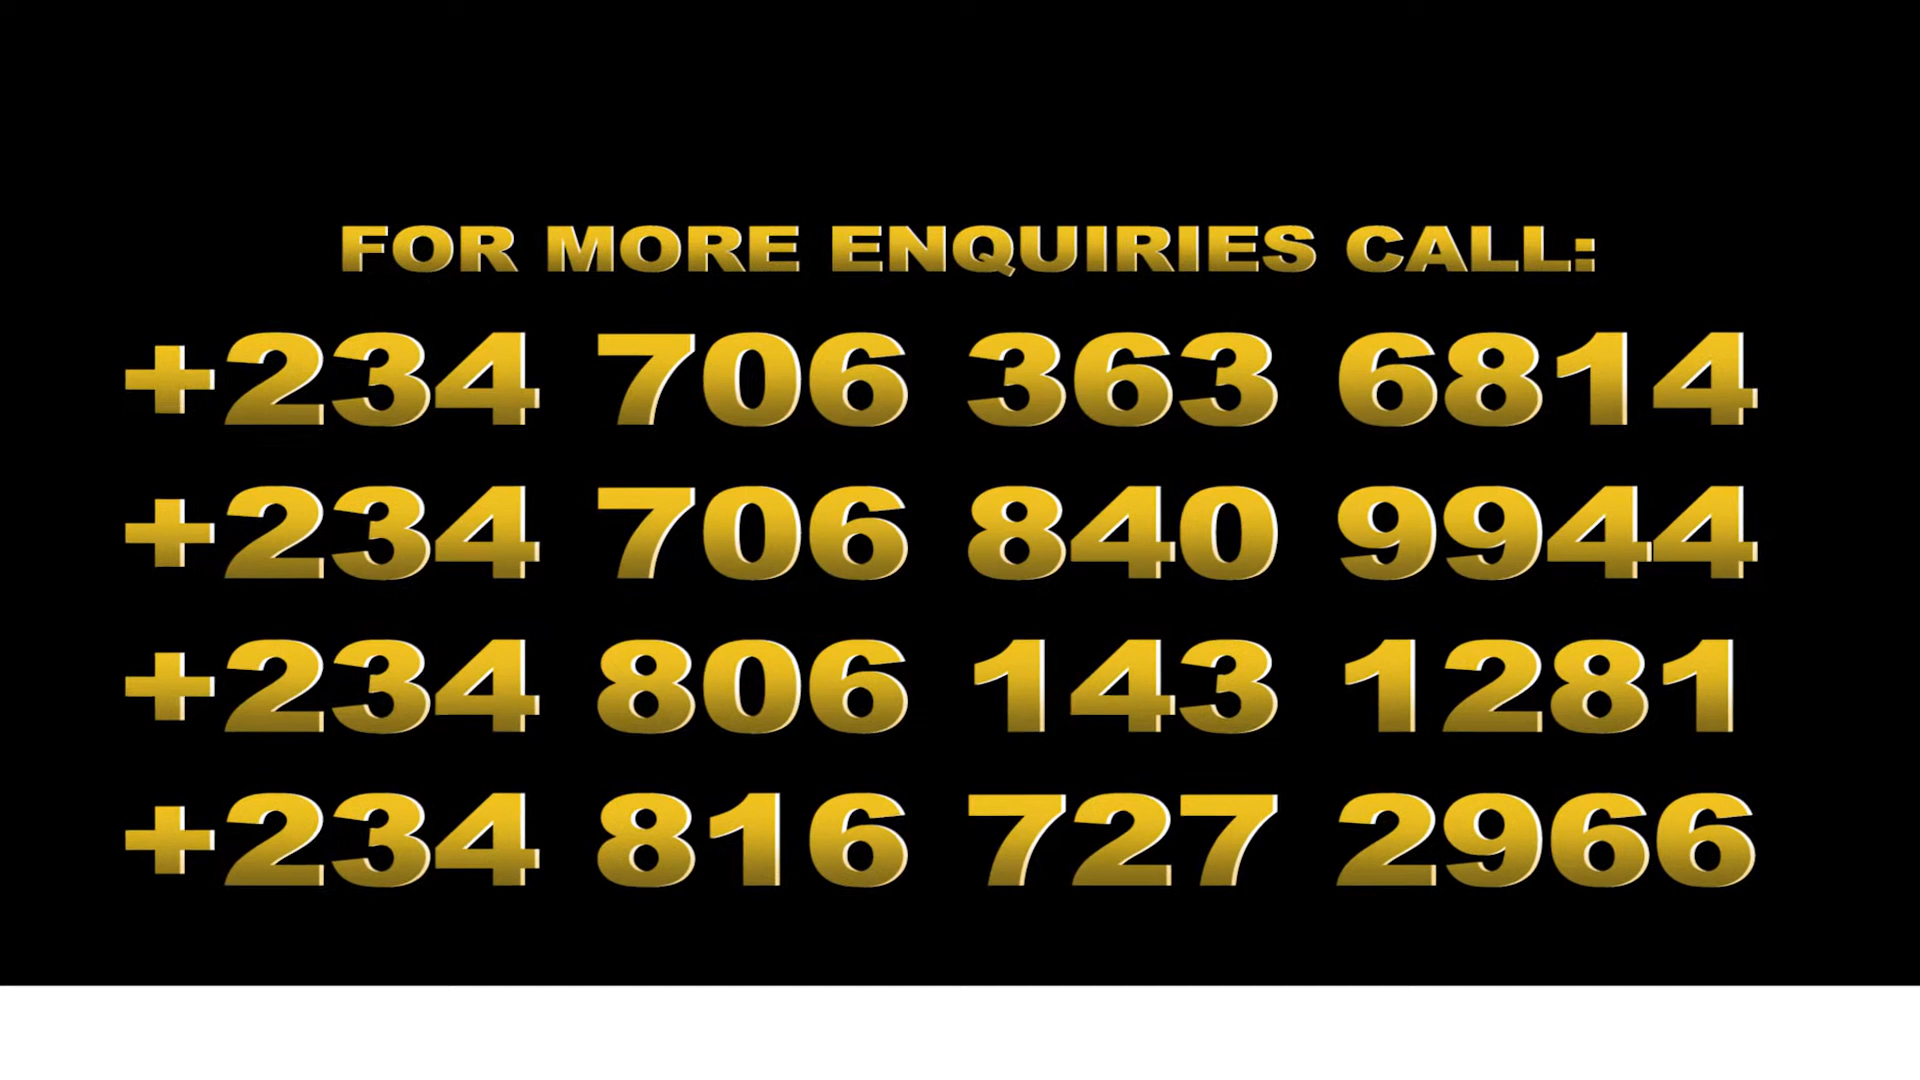 FOR MORE ENQUIRIES CALL:
+234 706 363 6814
+234 706 840 9944
+234 806 143 1281
+234 816 727 2966